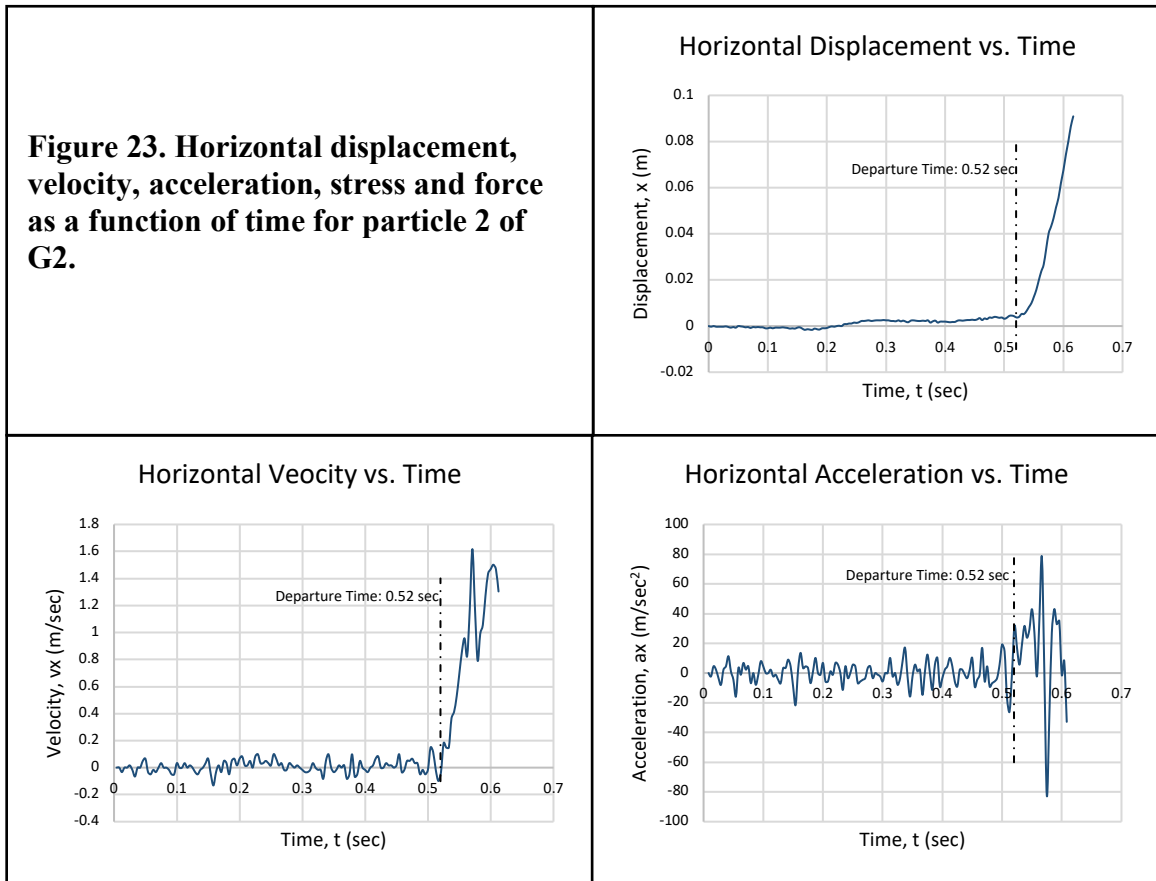 Figure 23. Horizontal displacement,
velocity, acceleration, stress and force
as a function of time for particle 2 of
G2.
Horizontal Displacement vs. Time
0.1
0.08
0.06
0.04
0.02
0
-0.02
Displacement, x (m)
Departure Time: 0.52 sec
0 0.1 0.2 0.3 0.4 0.5 0.6 0.7
Time, t (sec)
Horizontal Veocity vs. Time
1.8
1.6
1.4
1.2
1
0.8
0.6
0.4
0.2
0
-0.2
-0.4
Velocity, vx (m/sec)
Departure Time: 0.52 sec
0 0.1 0.2 0.3 0.4 0.5 0.6 0.7
Time, t (sec)
Horizontal Acceleration vs. Time
100
80
60
40
20
0
-20
-40
-60
-80
-100
Acceleration, ax (m/sec²)
Departure Time: 0.52 sec
0 0.1 0.2 0.3 0.4 0.5 0.6 0.7
Time, t (sec)